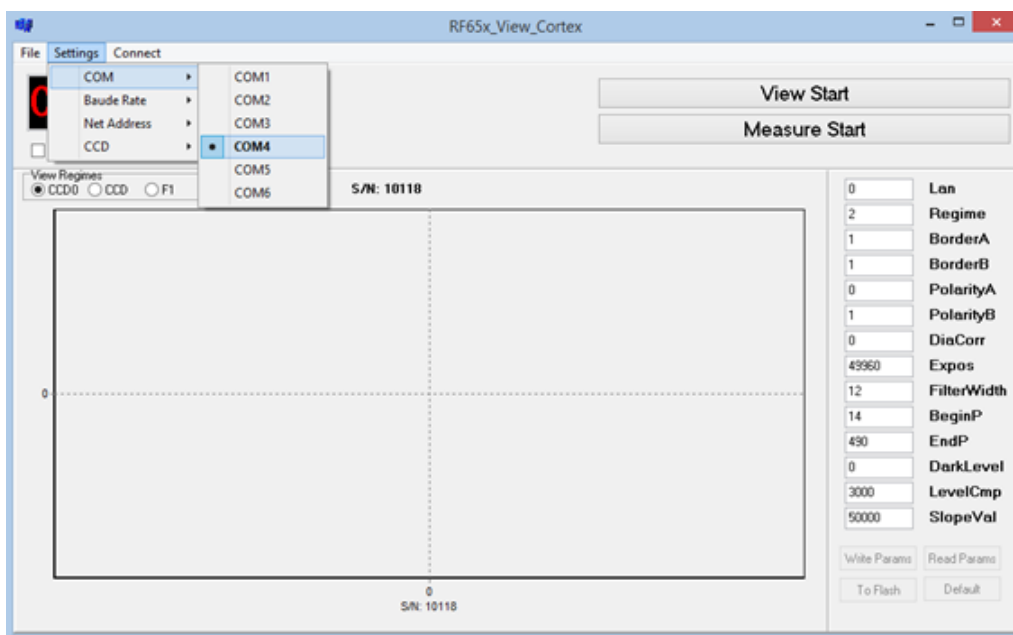 RF65x_View_Cortex
File Settings Connect
COM
Baude Rate
Net Address
CCD
COM1
COM2
COM3
COM4
COM5
COM6
View Start
Measure Start
View Regimes
CCD0 CCD F1
S/N: 10118
0
0
S/N: 10118
0 Lan
2 Regime
1 BorderA
1 BorderB
0 PolarityA
1 PolarityB
0 DiaCorr
49960 Expos
12 FilterWidth
14 BeginP
490 EndP
0 DarkLevel
3000 LevelCmp
50000 SlopeVal
Write Params Read Params
To Flash Default